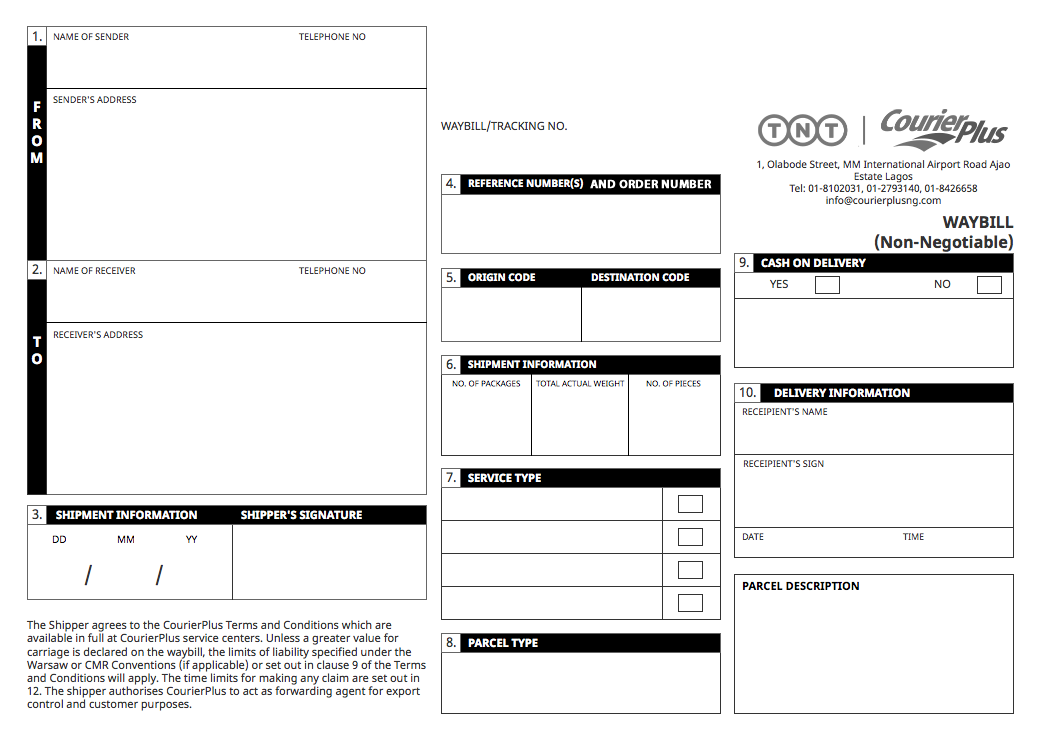 1. NAME OF SENDER TELEPHONE NO
FROM
SENDER'S ADDRESS
2. NAME OF RECEIVER TELEPHONE NO
TO
RECEIVER'S ADDRESS
3. SHIPMENT INFORMATION SHIPPER'S SIGNATURE
DD MM YY
/ /
The Shipper agrees to the CourierPlus Terms and Conditions which are
available in full at CourierPlus service centers. Unless a greater value for
carriage is declared on the waybill, the limits of liability specified under the
Warsaw or CMR Conventions (if applicable) or set out in clause 9 of the Terms
and Conditions will apply. The time limits for making any claim are set out in
12. The shipper authorises CourierPlus to act as forwarding agent for export
control and customer purposes.
WAYBILL/TRACKING NO.
4. REFERENCE NUMBER(S) AND ORDER NUMBER
5. ORIGIN CODE DESTINATION CODE
6. SHIPMENT INFORMATION
NO. OF PACKAGES TOTAL ACTUAL WEIGHT NO. OF PIECES
7. SERVICE TYPE
8. PARCEL TYPE
TNT | CourierPlus
1, Olabode Street, MM International Airport Road Ajao
Estate Lagos
Tel: 01-8102031, 01-2793140, 01-8426658
info@courierplusng.com
WAYBILL
(Non-Negotiable)
9. CASH ON DELIVERY
YES NO
10. DELIVERY INFORMATION
RECEIPIENT'S NAME
RECEIPIENT'S SIGN
DATE TIME
PARCEL DESCRIPTION